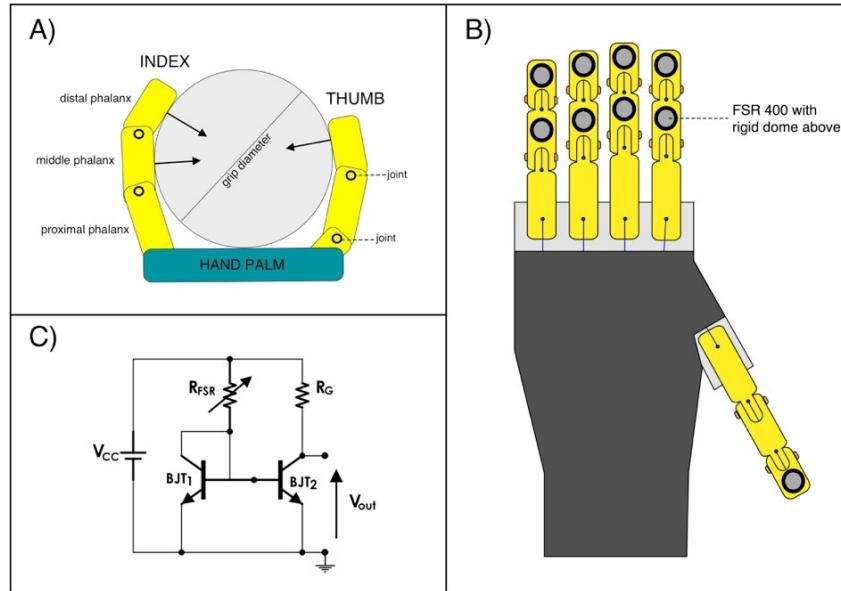 A)
INDEX
distal phalanx
THUMB
middle phalanx
grip diameter
joint
proximal phalanx
joint
HAND PALM
B)
FSR 400 with
rigid dome above
C)
RFSR
RG
VCC
BJT1
BJT2
Vout